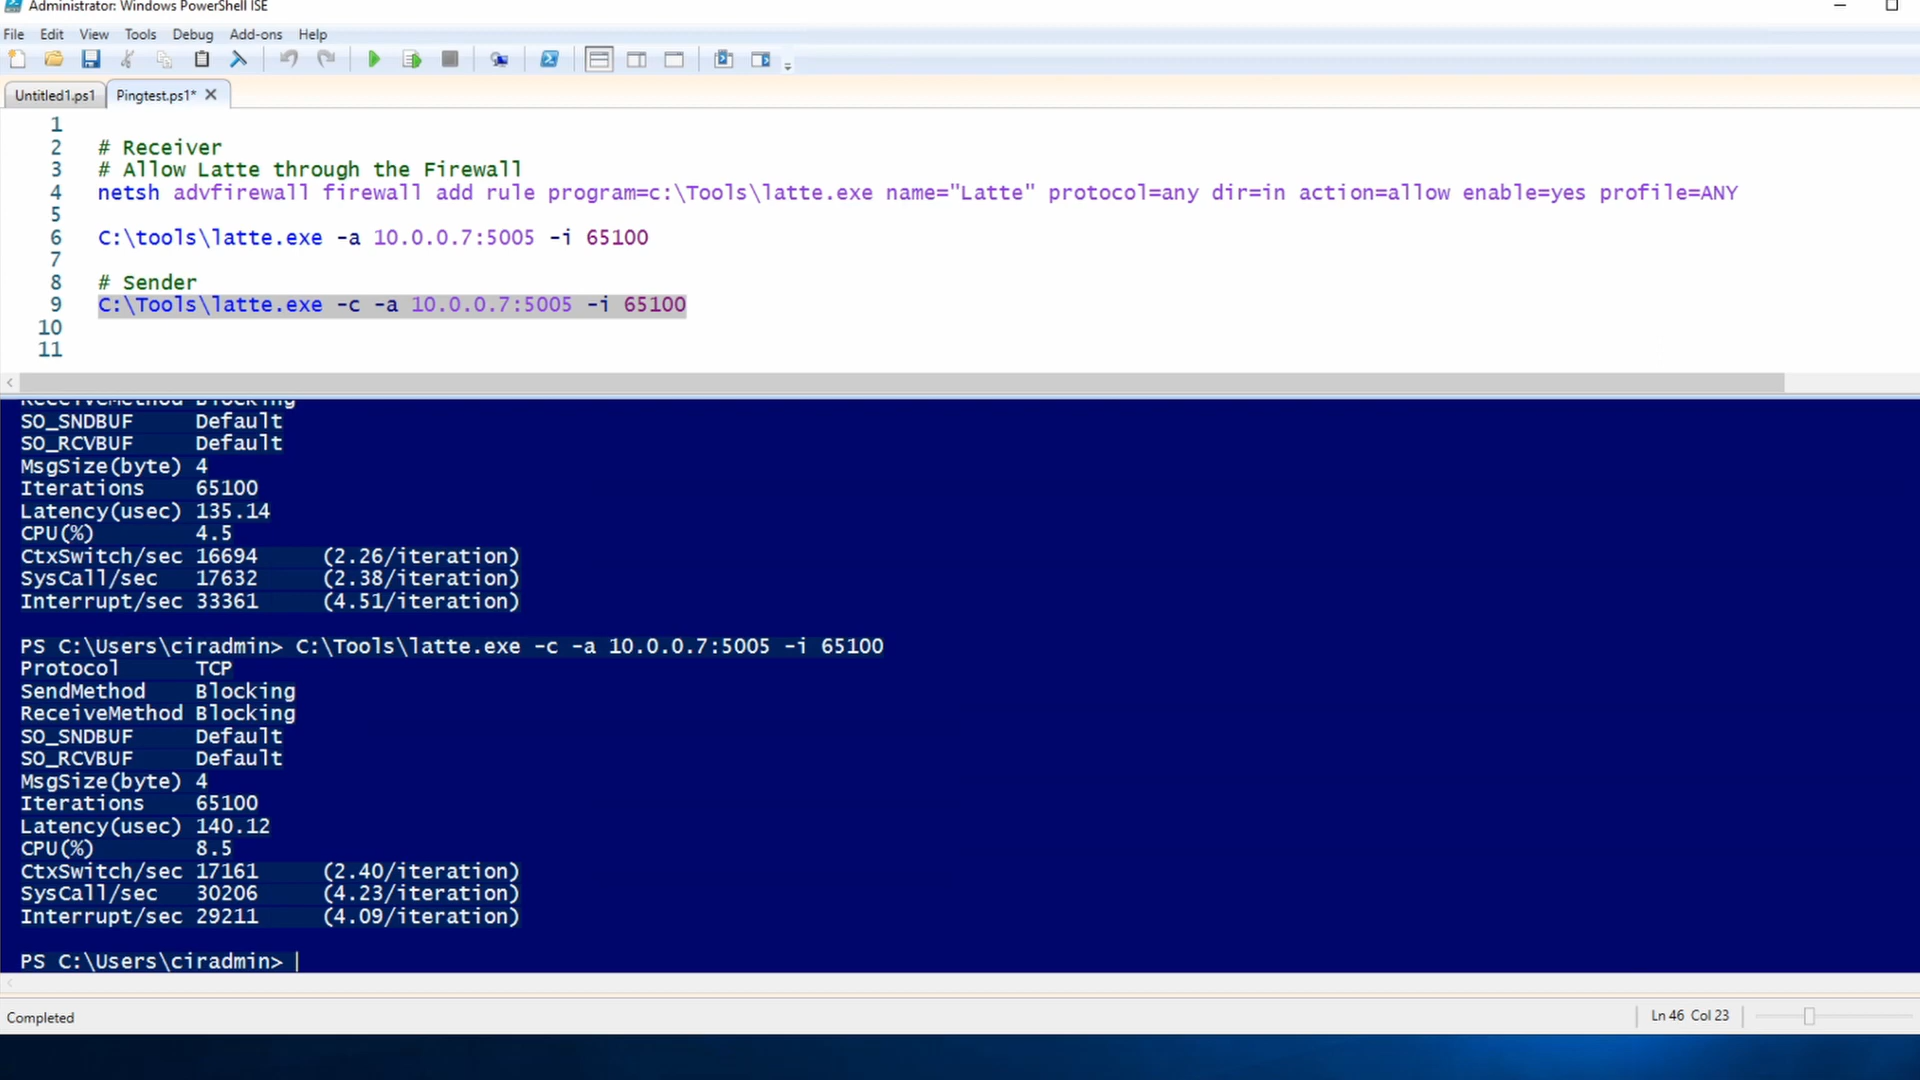 Administrator: Windows PowerShell ISE
File Edit View Tools Debug Add-ons Help
Untitled1.ps1 Pingtest.ps1*
1
2 # Receiver
3 # Allow Latte through the Firewall
4 netsh advfirewall firewall add rule program=c:\Tools\latte.exe name="Latte" protocol=any dir=in action=allow enable=yes profile=ANY
5
6 C:\tools\latte.exe -a 10.0.0.7:5005 -i 65100
7
8 # Sender
9 C:\Tools\latte.exe -c -a 10.0.0.7:5005 -i 65100
10
11
ReceiveMethod Blocking
SO_SNDBUF Default
SO_RCVBUF Default
MsgSize(byte) 4
Iterations 65100
Latency(usec) 135.14
CPU(%) 4.5
CtxSwitch/sec 16694 (2.26/iteration)
SysCall/sec 17632 (2.38/iteration)
Interrupt/sec 33361 (4.51/iteration)
PS C:\Users\ciradmin> C:\Tools\latte.exe -c -a 10.0.0.7:5005 -i 65100
Protocol TCP
SendMethod Blocking
ReceiveMethod Blocking
SO_SNDBUF Default
SO_RCVBUF Default
MsgSize(byte) 4
Iterations 65100
Latency(usec) 140.12
CPU(%) 8.5
CtxSwitch/sec 17161 (2.40/iteration)
SysCall/sec 30206 (4.23/iteration)
Interrupt/sec 29211 (4.09/iteration)
PS C:\Users\ciradmin>
Completed
Ln 46 Col 23